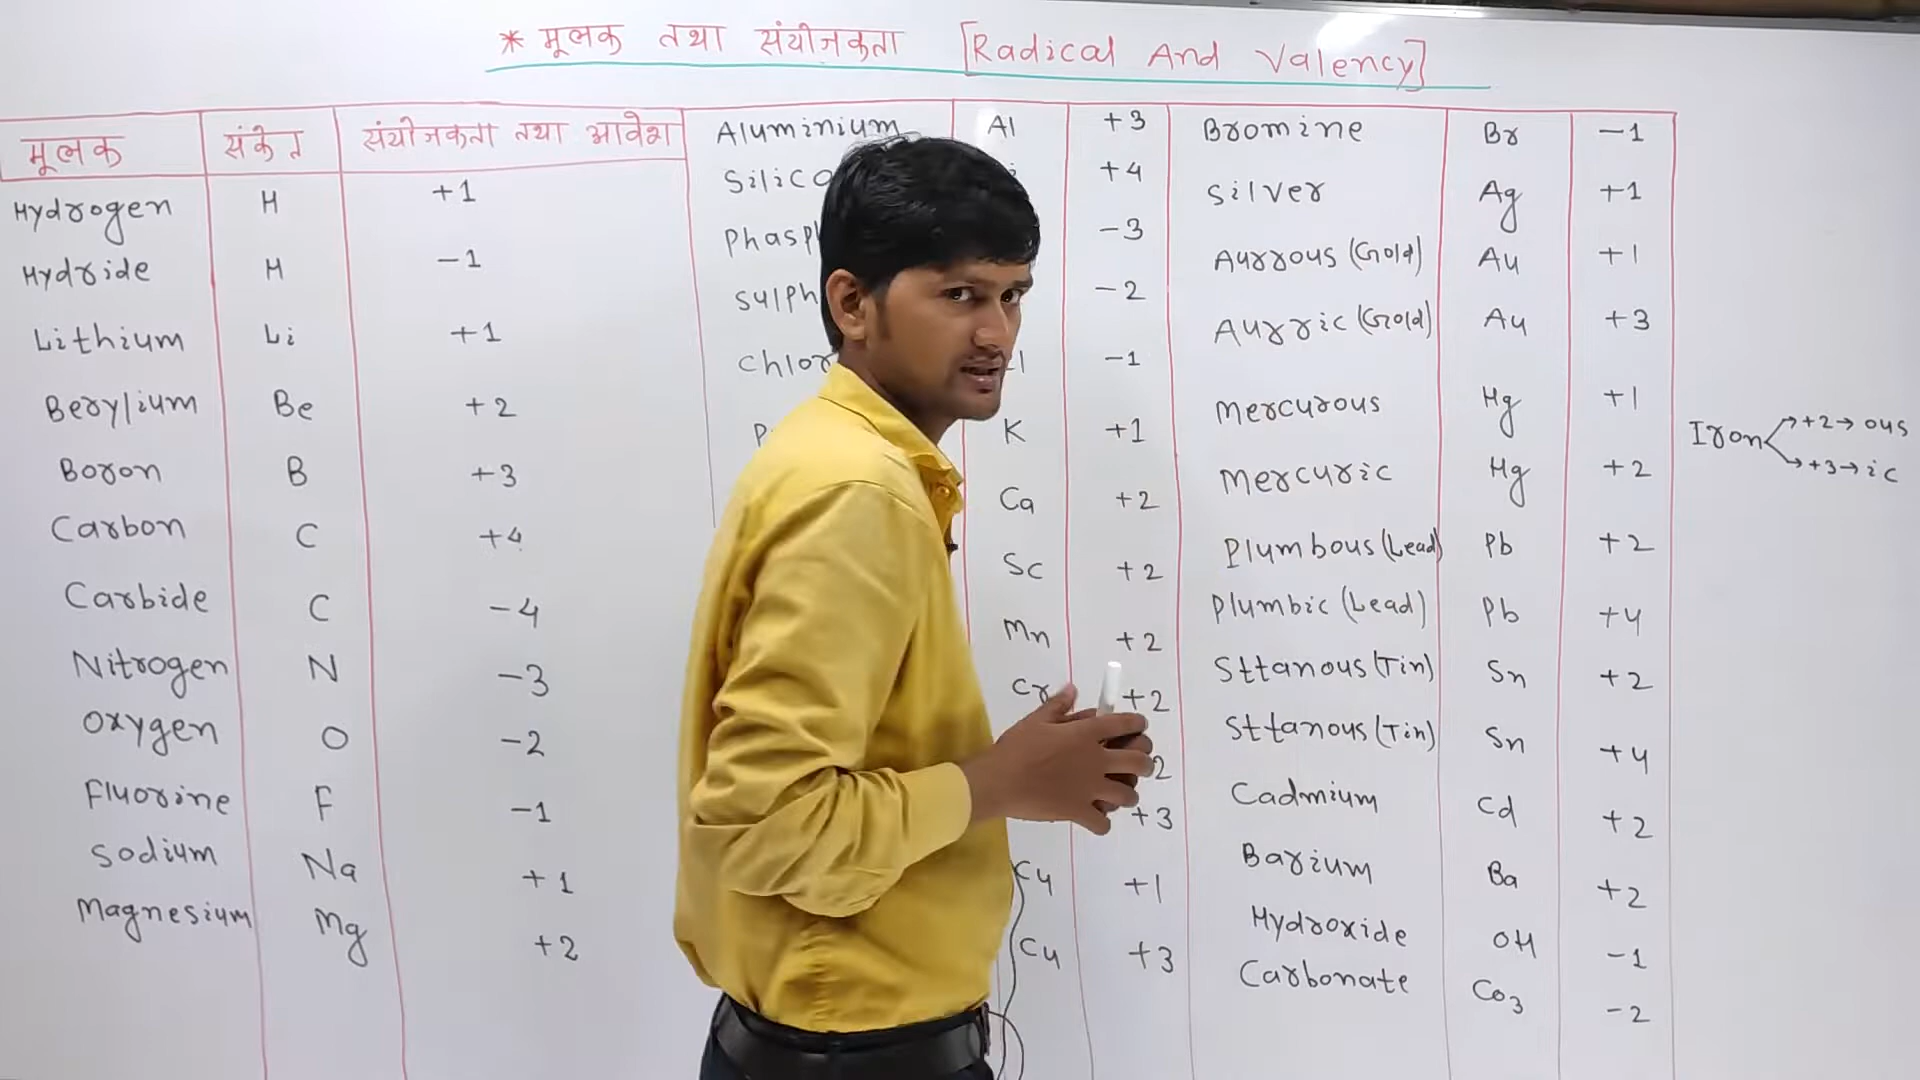 * मूलक तथा संयोजकता [Radical And Valency]
मूलक संकेत संयोजकता तथा आवेश
Hydrogen H +1
Hydride H -1
Lithium Li +1
Berylium Be +2
Boron B +3
Carbon C +4
Carbide C -4
Nitrogen N -3
Oxygen O -2
Fluorine F -1
Sodium Na +1
Magnesium Mg +2
Aluminium Al +3
+4
-3
-2
-1
K +1
Ca +2
Sc +2
Mn +2
Cr +2
+3
Cu +1
Cu +3
Bromine Br -1
Silver Ag +1
Aurrous (Gold) Au +1
Aurric (Gold) Au +3
Mercurous Hg +1
Mercuric Hg +2
Plumbous (Lead) Pb +2
Plumbic (Lead) Pb +4
Sttanous (Tin) Sn +2
Sttanous (Tin) Sn +4
Cadmium Cd +2
Barium Ba +2
Hydroxide OH -1
Carbonate Co3 -2
Iron → +2 → ous
→ +3 → ic